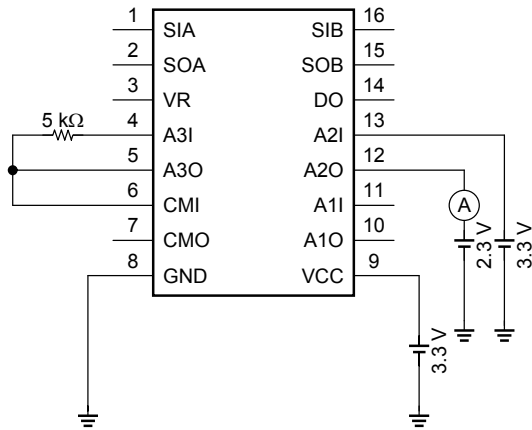 1 SIA SIB 16
2 SOA SOB 15
3 VR DO 14
5 kΩ 4 A3I A2I 13
5 A3O A2O 12
6 CMI A1I 11
A
7 CMO A1O 10
8 GND VCC 9
2.3 V
3.3 V
3.3 V